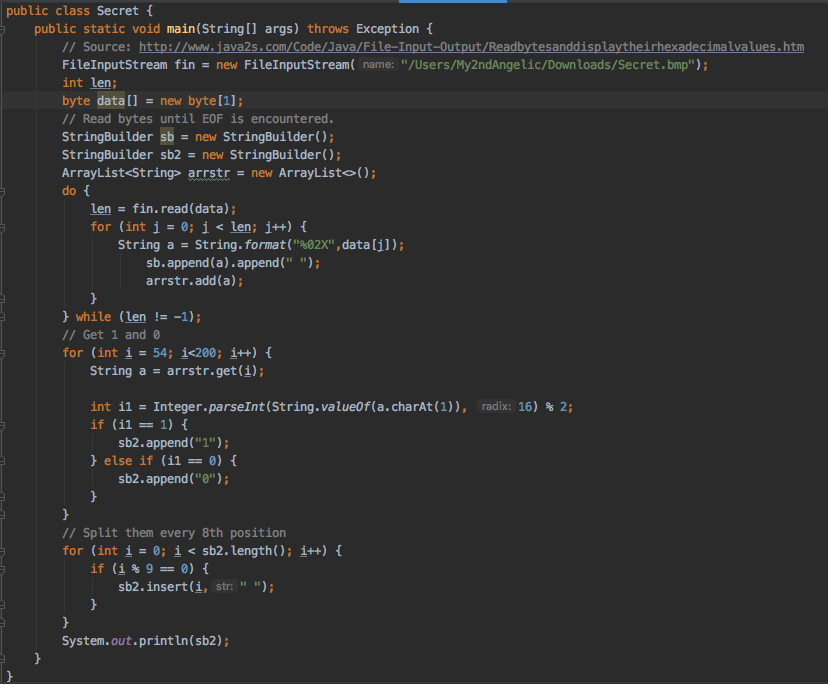 public class Secret {
    public static void main(String[] args) throws Exception {
        // Source: http://www.java2s.com/Code/Java/File-Input-Output/Readbytesanddisplaytheirhexadecimalvalues.htm
        FileInputStream fin = new FileInputStream( name: "/Users/My2ndAngelic/Downloads/Secret.bmp");
        int len;
        byte data[] = new byte[1];
        // Read bytes until EOF is encountered.
        StringBuilder sb = new StringBuilder();
        StringBuilder sb2 = new StringBuilder();
        ArrayList<String> arrstr = new ArrayList<>();
        do {
            len = fin.read(data);
            for (int j = 0; j < len; j++) {
                String a = String.format("%02X",data[j]);
                    sb.append(a).append(" ");
                    arrstr.add(a);
            }
        } while (len != -1);
        // Get 1 and 0
        for (int i = 54; i<200; i++) {
            String a = arrstr.get(i);

            int i1 = Integer.parseInt(String.valueOf(a.charAt(1)), radix: 16) % 2;
            if (i1 == 1) {
                sb2.append("1");
            } else if (i1 == 0) {
                sb2.append("0");
            }
        }
        // Split them every 8th position
        for (int i = 0; i < sb2.length(); i++) {
            if (i % 9 == 0) {
                sb2.insert(i, str: " ");
            }
        }
        System.out.println(sb2);
    }
}